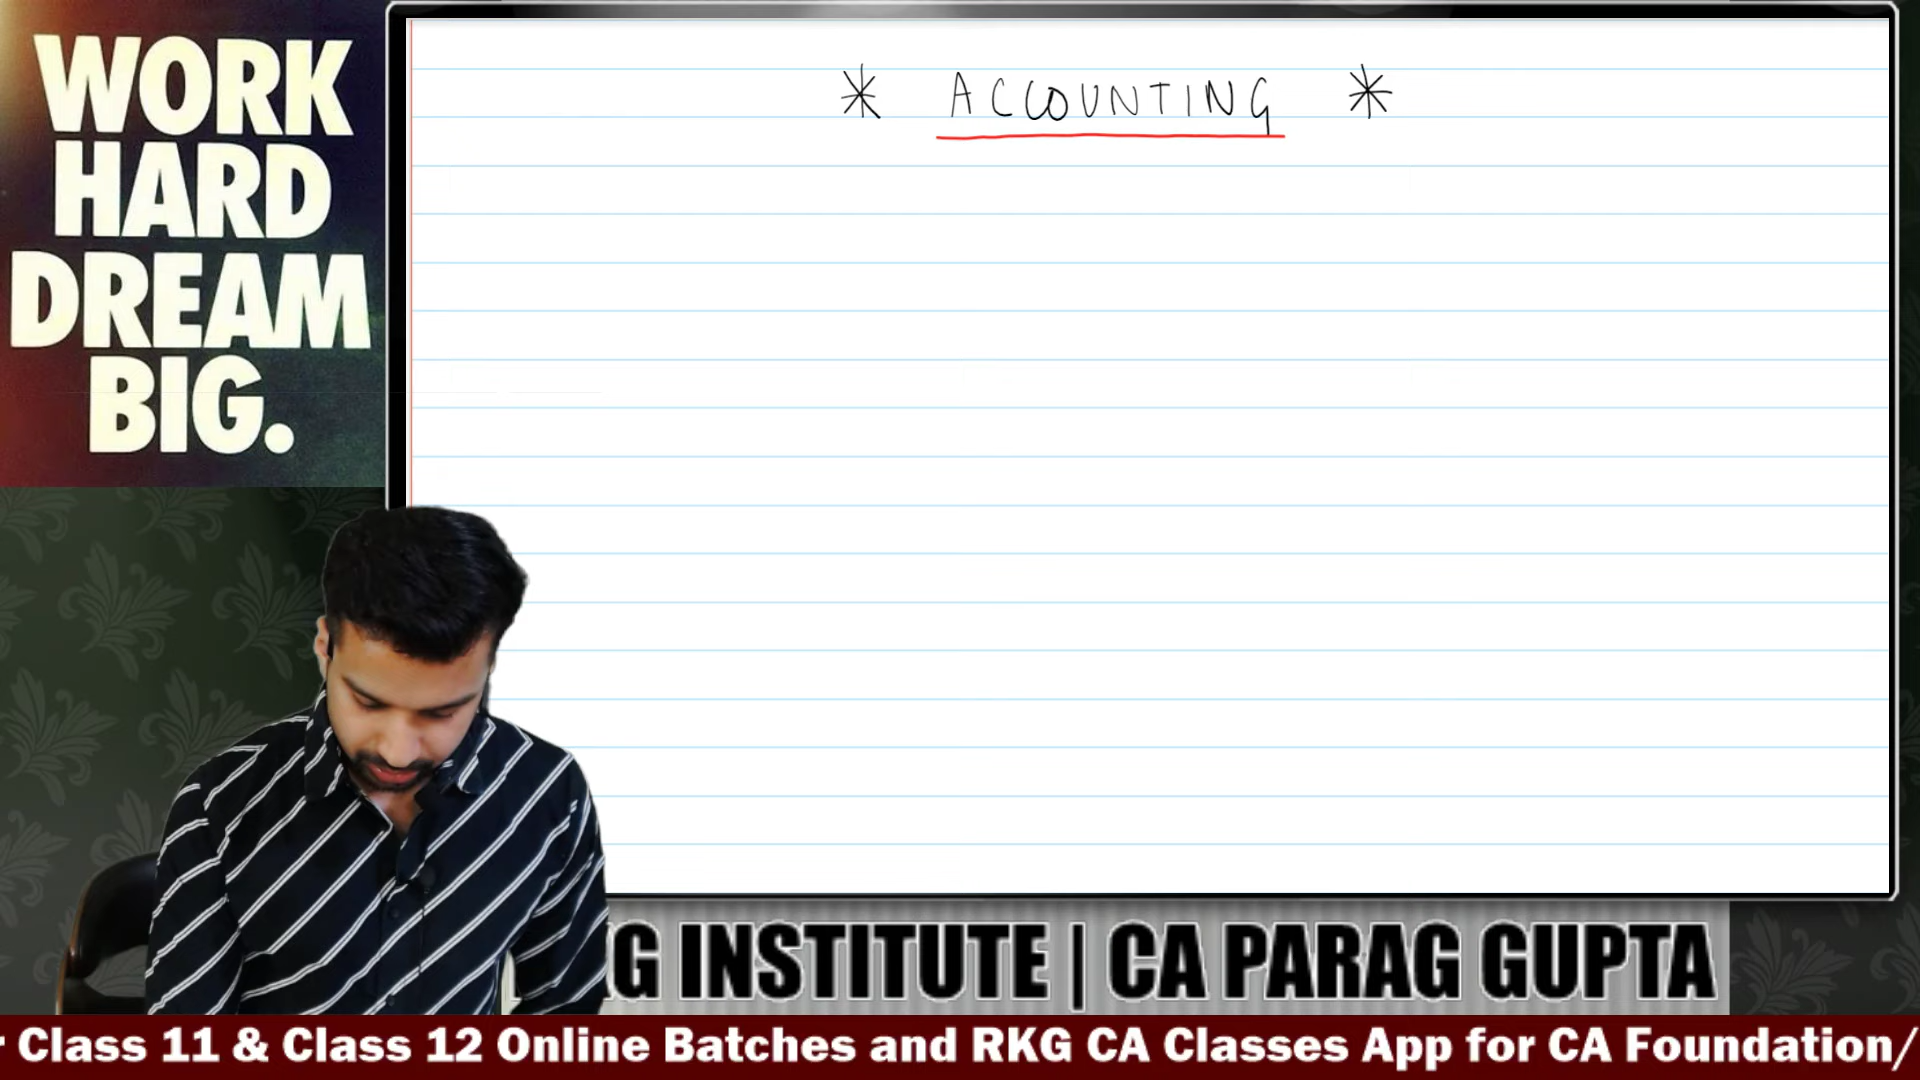 WORK
HARD
DREAM
BIG.
* ACCOUNTING *
G INSTITUTE | CA PARAG GUPTA
Class 11 & Class 12 Online Batches and RKG CA Classes App for CA Foundation/